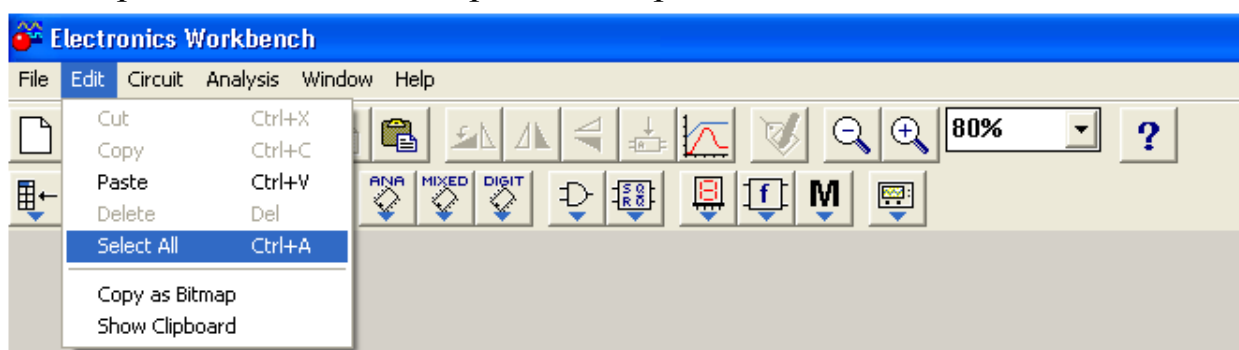 Electronics Workbench
File Edit Circuit Analysis Window Help
Cut Ctrl+X
Copy Ctrl+C
Paste Ctrl+V
Delete Del
Select All Ctrl+A
Copy as Bitmap
Show Clipboard
80% ?
ANA MIXED DIGIT
S Q
R Q
f M